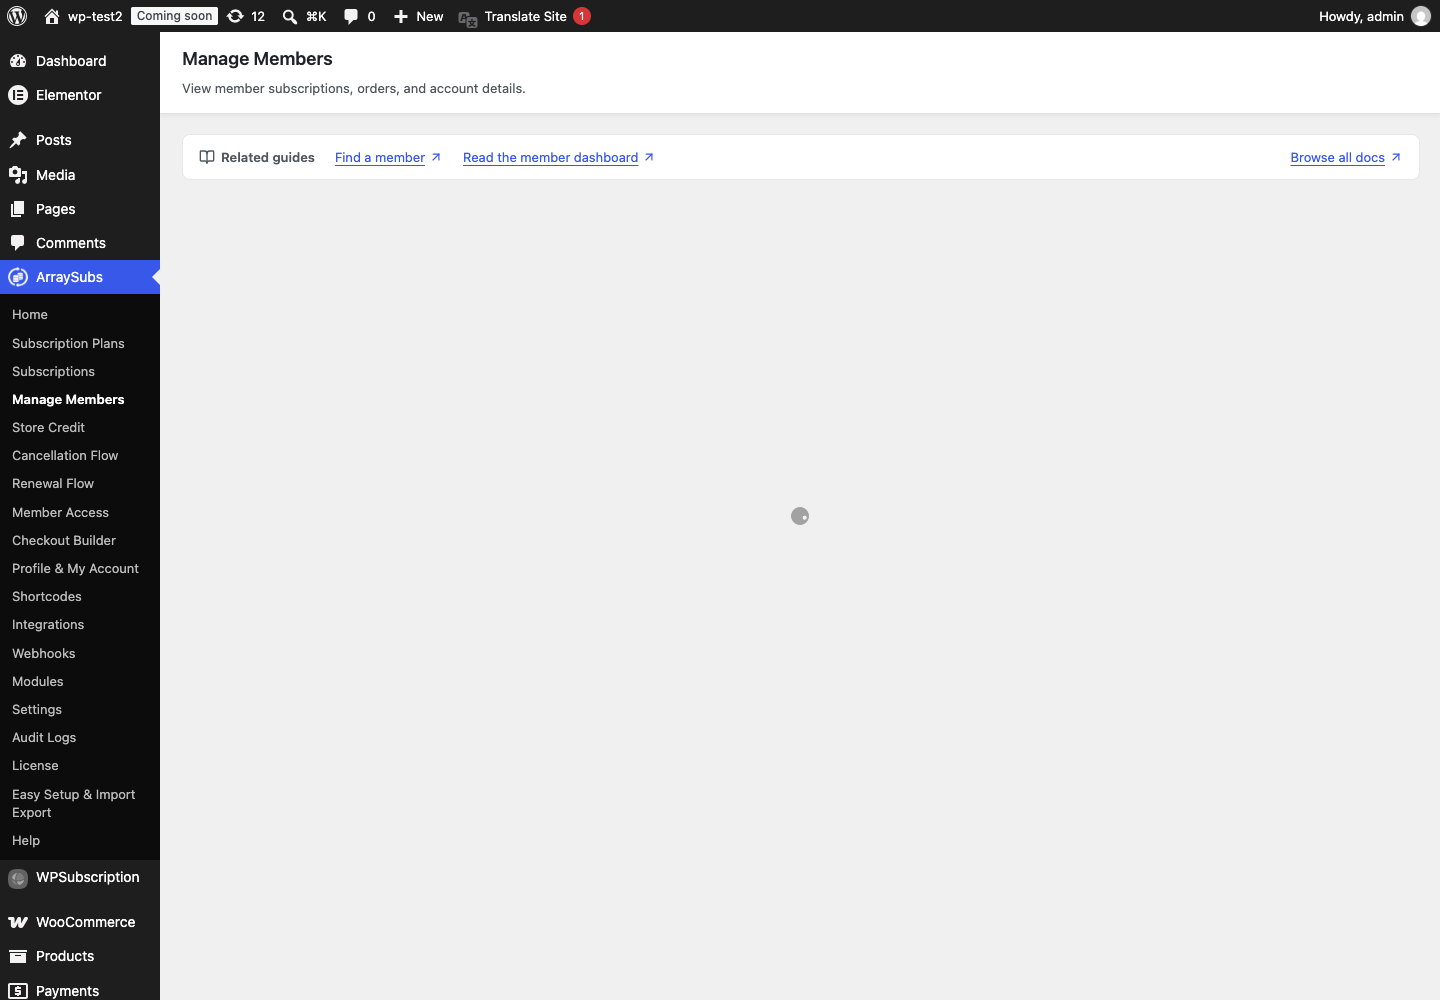 wp-test2
Coming soon
12
⌘K
0
New
Translate Site
1
Howdy, admin
Dashboard
Elementor
Posts
Media
Pages
Comments
ArraySubs
Home
Subscription Plans
Subscriptions
Manage Members
Store Credit
Cancellation Flow
Renewal Flow
Member Access
Checkout Builder
Profile & My Account
Shortcodes
Integrations
Webhooks
Modules
Settings
Audit Logs
License
Easy Setup & Import
Export
Help
WPSubscription
WooCommerce
Products
Payments
Manage Members
View member subscriptions, orders, and account details.
Related guides
Find a member
Read the member dashboard
Browse all docs